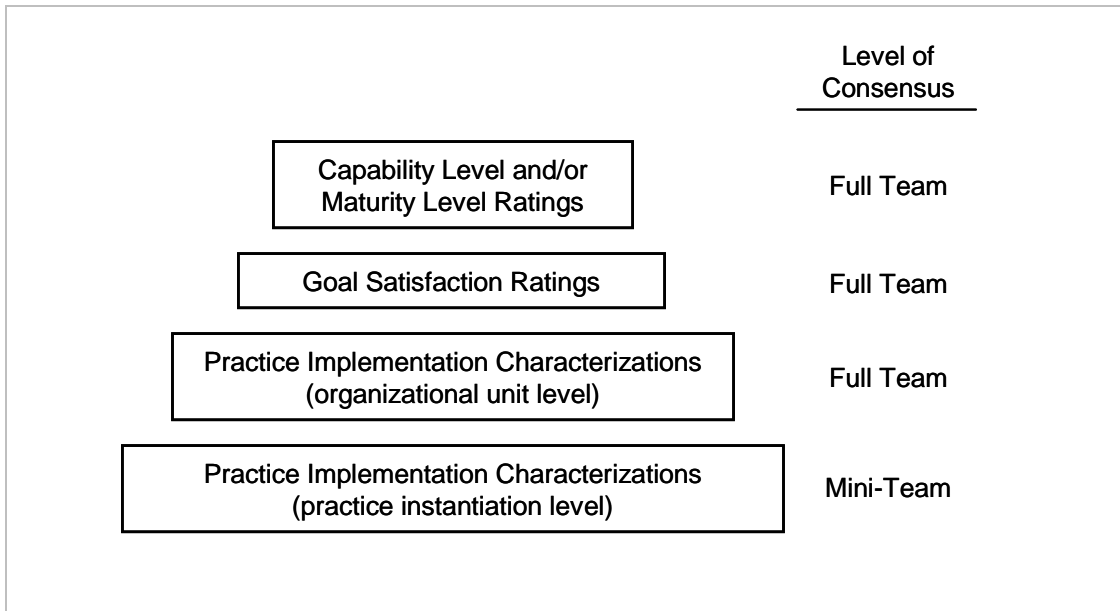 Level of
Consensus
Capability Level and/or
Maturity Level Ratings
Full Team
Goal Satisfaction Ratings
Full Team
Practice Implementation Characterizations
(organizational unit level)
Full Team
Practice Implementation Characterizations
(practice instantiation level)
Mini-Team